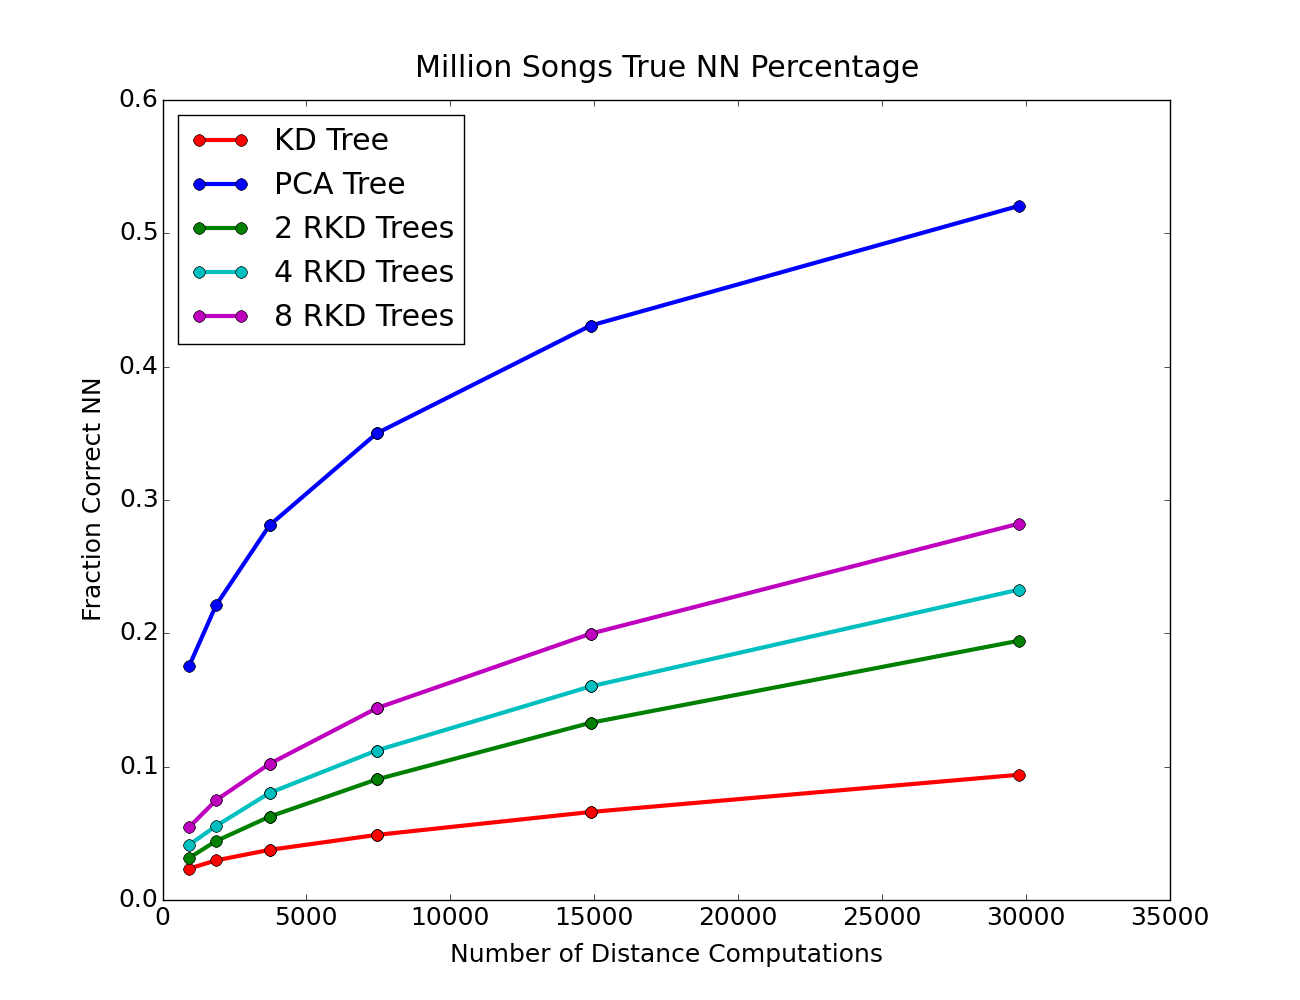 Million Songs True NN Percentage
0.6
0.5
0.4
0.3
0.2
0.1
0.0
Fraction Correct NN
KD Tree
PCA Tree
2 RKD Trees
4 RKD Trees
8 RKD Trees
0 5000 10000 15000 20000 25000 30000 35000
Number of Distance Computations